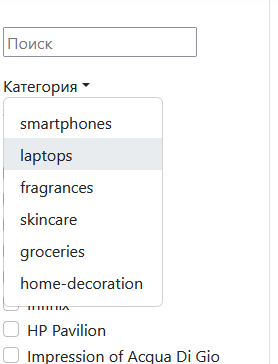 Поиск
Категория
smartphones
laptops
fragrances
skincare
groceries
home-decoration
Infinix
HP Pavilion
Impression of Acqua Di Gio